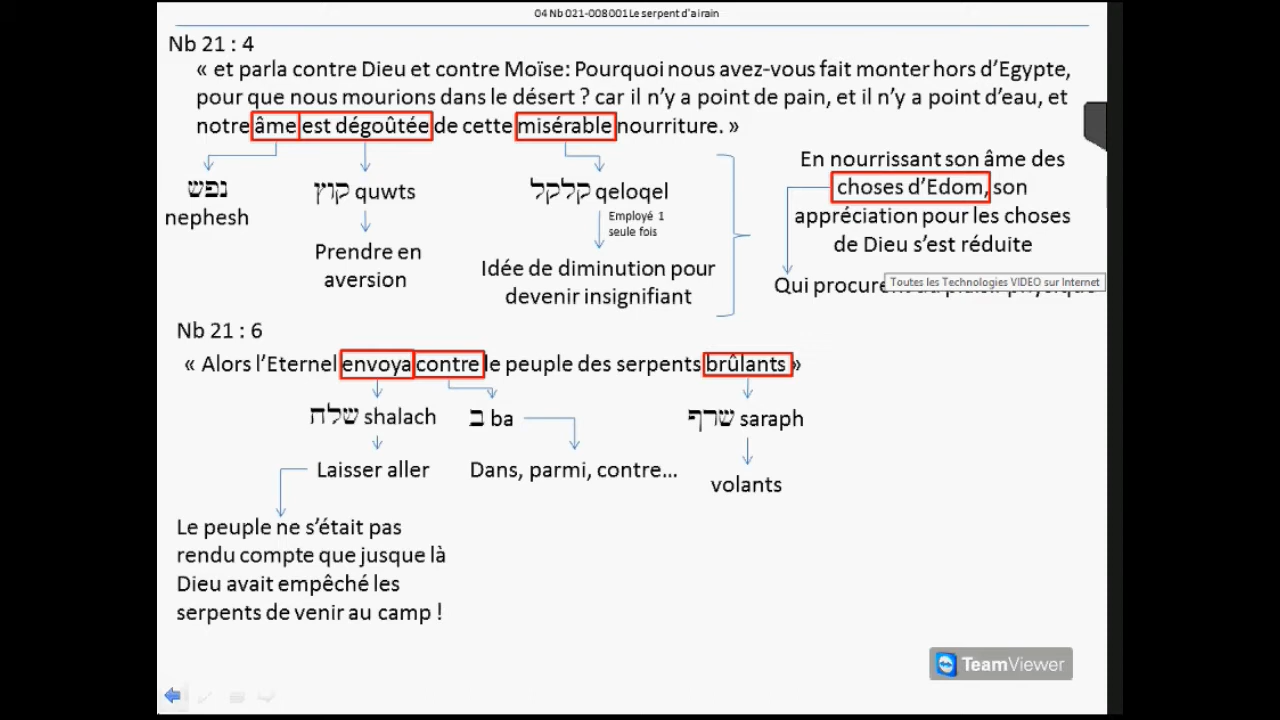 04 Nb 021-008 001 Le serpent d'airain
Nb 21 : 4
« et parla contre Dieu et contre Moïse: Pourquoi nous avez-vous fait monter hors d’Egypte,
pour que nous mourions dans le désert ? car il n’y a point de pain, et il n’y a point d’eau, et
notre âme est dégoûtée de cette misérable nourriture. »
נפש
nephesh
קוץ quwts
Prendre en
aversion
קלקל qeloqel
Employé 1
seule fois
Idée de diminution pour
devenir insignifiant
En nourrissant son âme des
choses d’Edom, son
appréciation pour les choses
de Dieu s’est réduite
Qui procurent
Toutes les Technologies VIDEO sur Internet
Nb 21 : 6
« Alors l’Eternel envoya contre le peuple des serpents brûlants »
שלח shalach
Laisser aller
ב ba
Dans, parmi, contre…
שרף saraph
volants
Le peuple ne s’était pas
rendu compte que jusque là
Dieu avait empêché les
serpents de venir au camp !
TeamViewer